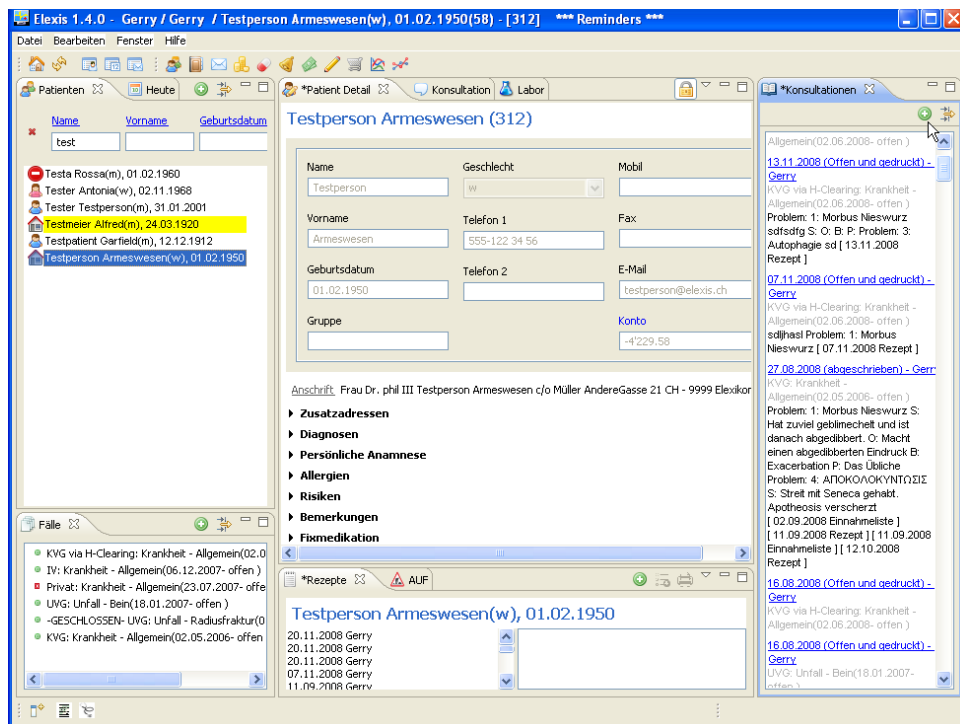 Elexis 1.4.0 - Gerry / Gerry / Testperson Armeswesen(w), 01.02.1950(58) - [312] *** Reminders ***
Datei Bearbeiten Fenster Hilfe
Patienten
Heute
Name Vorname Geburtsdatum
test
Testa Rossa(m), 01.02.1960
Tester Antonia(w), 02.11.1968
Tester Testperson(m), 31.01.2001
Testmeier Alfred(m), 24.03.1920
Testpatient Garfield(m), 12.12.1912
Testperson Armeswesen(w), 01.02.1950
Fälle
KVG via H-Clearing: Krankheit - Allgemein(02.0
IV: Krankheit - Allgemein(06.12.2007- offen )
Privat: Krankheit - Allgemein(23.07.2007- offe
UVG: Unfall - Bein(18.01.2007- offen )
-GESCHLOSSEN- UVG: Unfall - Radiusfraktur(0
KVG: Krankheit - Allgemein(02.05.2006- offen
*Patient Detail
Konsultation
Labor
Testperson Armeswesen (312)
Name Geschlecht Mobil
Testperson w
Vorname Telefon 1 Fax
Armeswesen 555-122 34 56
Geburtsdatum Telefon 2 E-Mail
01.02.1950 testperson@elexis.ch
Gruppe Konto
-4'229.58
Anschrift Frau Dr. phil III Testperson Armeswesen c/o Müller AndereGasse 21 CH - 9999 Elexikor
Zusatzadressen
Diagnosen
Persönliche Anamnese
Allergien
Risiken
Bemerkungen
Fixmedikation
*Rezepte
AUF
Testperson Armeswesen(w), 01.02.1950
20.11.2008 Gerry
20.11.2008 Gerry
20.11.2008 Gerry
07.11.2008 Gerry
11.09.2008 Gerry
*Konsultationen
Allgemein(02.06.2008- offen )
13.11.2008 (Offen und gedruckt) -
Gerry
KVG via H-Clearing: Krankheit -
Allgemein(02.06.2008- offen )
Problem: 1: Morbus Nieswurz
sdfsdfg S: O: B: P: Problem: 3:
Autophagie sd [ 13.11.2008
Rezept ]
07.11.2008 (Offen und gedruckt) -
Gerry
KVG via H-Clearing: Krankheit -
Allgemein(02.06.2008- offen )
sdljhasl Problem: 1: Morbus
Nieswurz [ 07.11.2008 Rezept ]
27.08.2008 (abgeschrieben) - Gerr
KVG: Krankheit -
Allgemein(02.05.2006- offen )
Problem: 1: Morbus Nieswurz S:
Hat zuviel geblimechelt und ist
danach abgedibbert. O: Macht
einen abgedibberten Eindruck B:
Exacerbation P: Das Übliche
Problem: 4: ΑΠΟΚΟΛΟΚΥΝΤΩΣΙΣ
S: Streit mit Seneca gehabt.
Apotheosis verscherzt
[ 02.09.2008 Einnahmeliste ]
[ 11.09.2008 Rezept ] [ 11.09.2008
Einnahmeliste ] [ 12.10.2008
Rezept ]
16.08.2008 (Offen und gedruckt) -
Gerry
KVG via H-Clearing: Krankheit -
Allgemein(02.06.2008- offen )
16.08.2008 (Offen und gedruckt) -
Gerry
UVG: Unfall - Bein(18.01.2007-
offen )